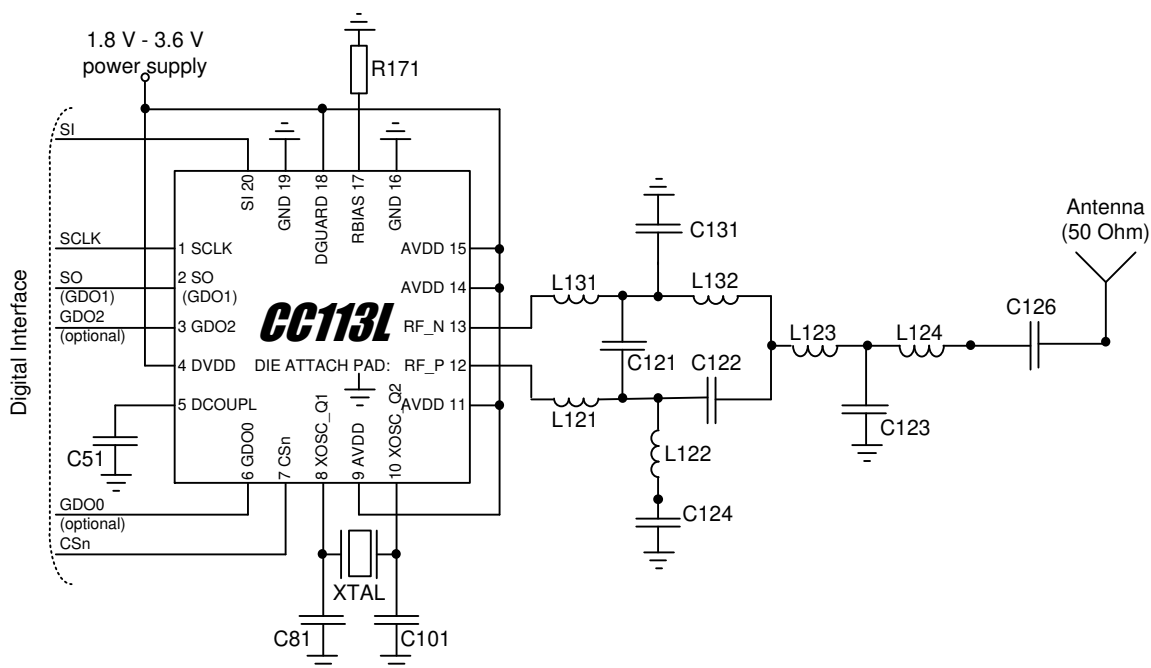 1.8 V - 3.6 V
power supply
R171
Digital Interface
SI
SCLK
SO
(GDO1)
GDO2
(optional)
GDO0
(optional)
CSn
SI 20
GND 19
DGUARD 18
RBIAS 17
GND 16
1 SCLK
2 SO
(GDO1)
3 GDO2
4 DVDD
5 DCOUPL
CC113L
DIE ATTACH PAD:
AVDD 15
AVDD 14
RF_N 13
RF_P 12
AVDD 11
6 GDO0
7 CSn
8 XOSC_Q1
9 AVDD
10 XOSC_Q2
C51
XTAL
C81
C101
C131
L131
L132
C121
C122
L121
L122
C124
L123
L124
C123
C126
Antenna
(50 Ohm)